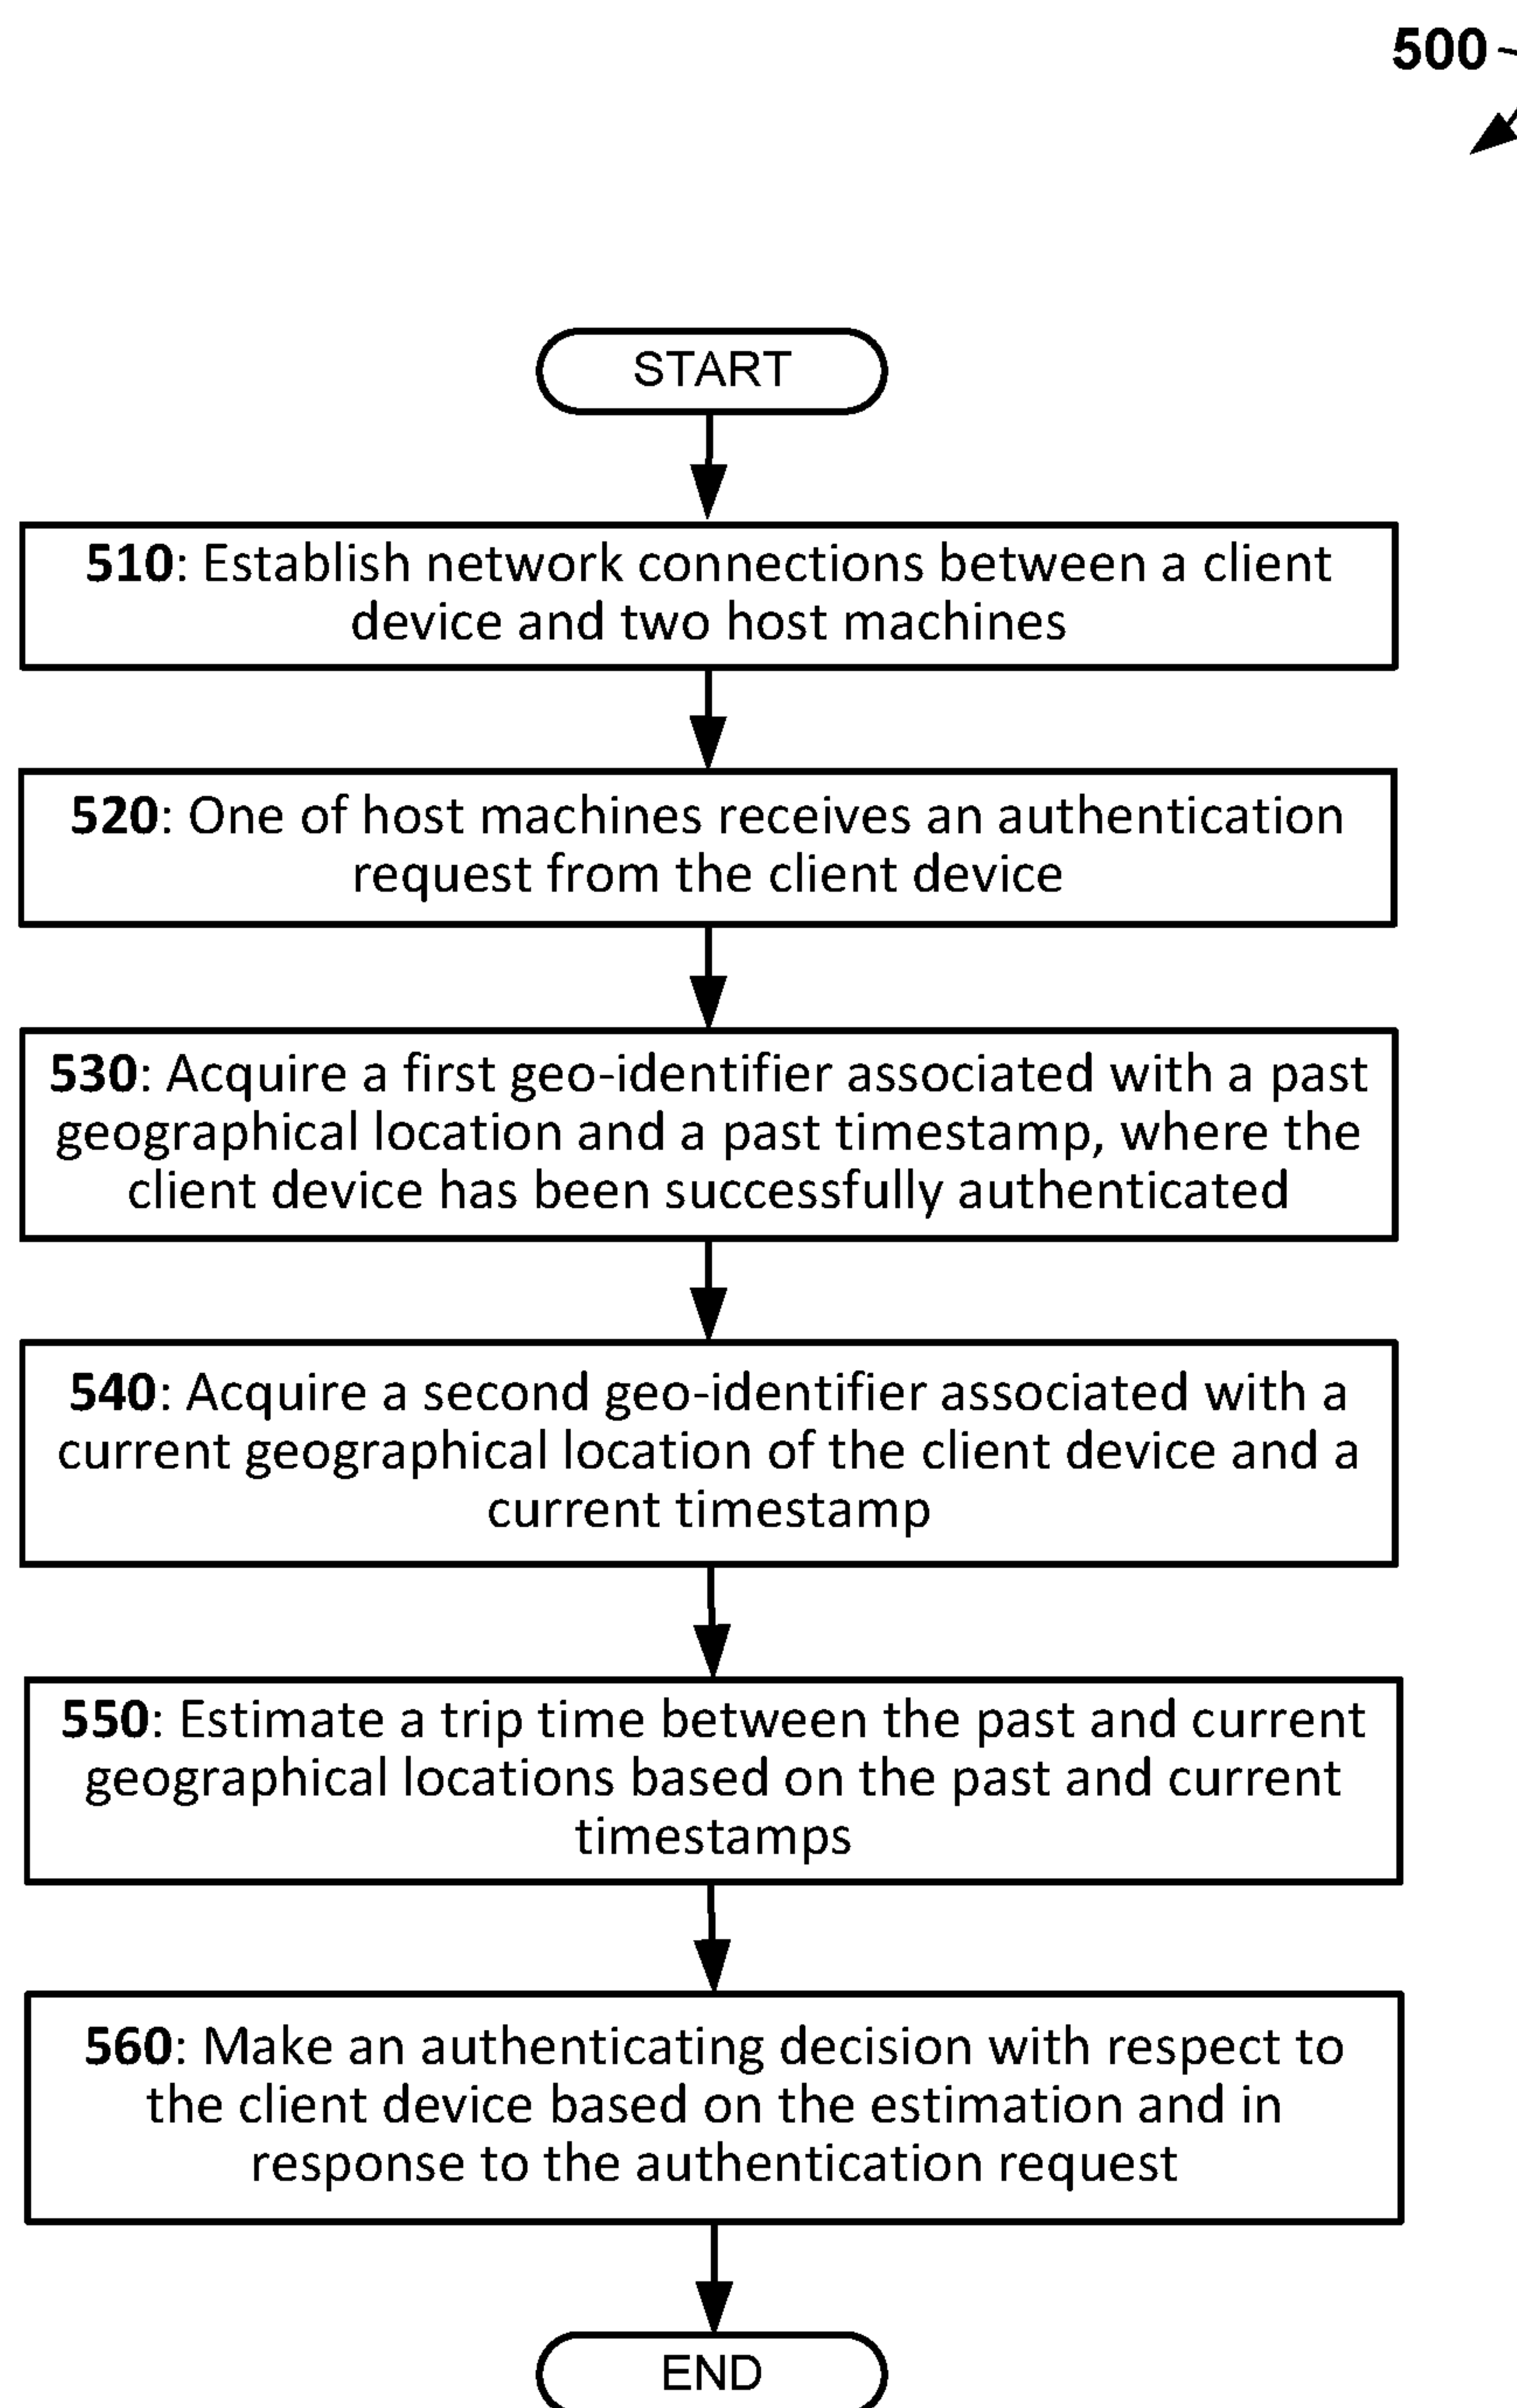 500
START
510: Establish network connections between a client
device and two host machines
520: One of host machines receives an authentication
request from the client device
530: Acquire a first geo-identifier associated with a past
geographical location and a past timestamp, where the
client device has been successfully authenticated
540: Acquire a second geo-identifier associated with a
current geographical location of the client device and a
current timestamp
550: Estimate a trip time between the past and current
geographical locations based on the past and current
timestamps
560: Make an authenticating decision with respect to
the client device based on the estimation and in
response to the authentication request
END